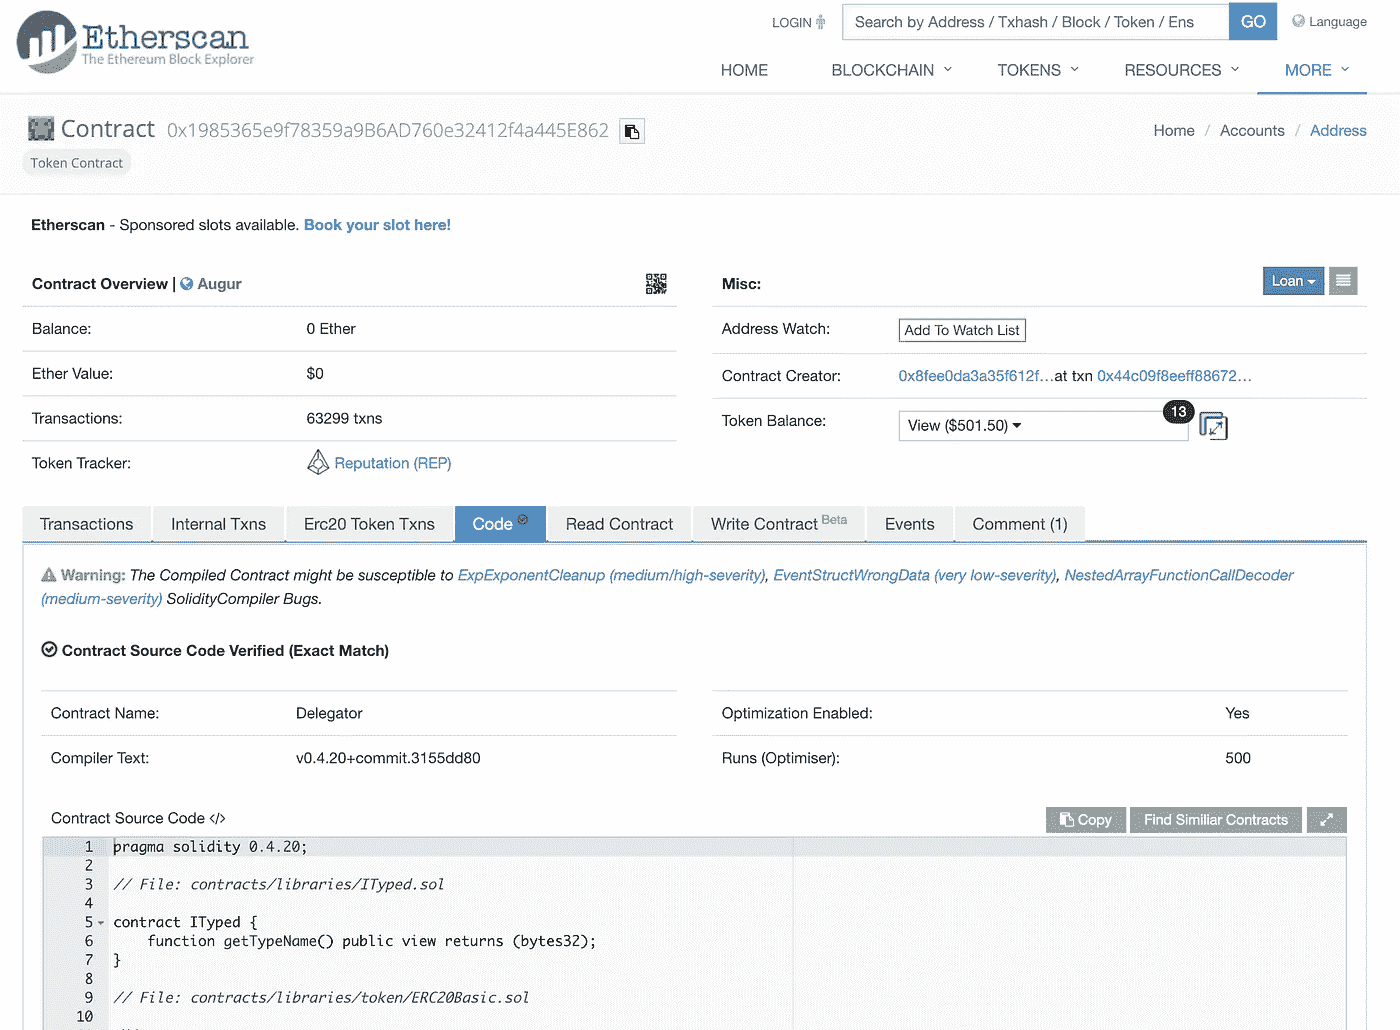 Etherscan
The Ethereum Block Explorer
LOGIN
Search by Address / Txhash / Block / Token / Ens
GO
Language
HOME
BLOCKCHAIN
TOKENS
RESOURCES
MORE
Contract 0x1985365e9f78359a9B6AD760e32412f4a445E862
Home / Accounts / Address
Token Contract
Etherscan - Sponsored slots available. Book your slot here!
Contract Overview | Augur
Balance: 0 Ether
Ether Value: $0
Transactions: 63299 txns
Token Tracker: Reputation (REP)
Misc:
Loan
Address Watch: Add To Watch List
Contract Creator: 0x8fee0da3a35f612f...at txn 0x44c09f8eeff88672...
Token Balance: View ($501.50) 13
Transactions
Internal Txns
Erc20 Token Txns
Code
Read Contract
Write Contract Beta
Events
Comment (1)
Warning: The Compiled Contract might be susceptible to ExpExponentCleanup (medium/high-severity), EventStructWrongData (very low-severity), NestedArrayFunctionCallDecoder
(medium-severity) SolidityCompiler Bugs.
Contract Source Code Verified (Exact Match)
Contract Name: Delegator
Compiler Text: v0.4.20+commit.3155dd80
Optimization Enabled: Yes
Runs (Optimiser): 500
Contract Source Code </>
Copy
Find Similiar Contracts
1 pragma solidity 0.4.20;
2
3 // File: contracts/libraries/ITyped.sol
4
5 contract ITyped {
6 function getTypeName() public view returns (bytes32);
7 }
8
9 // File: contracts/libraries/token/ERC20Basic.sol
10